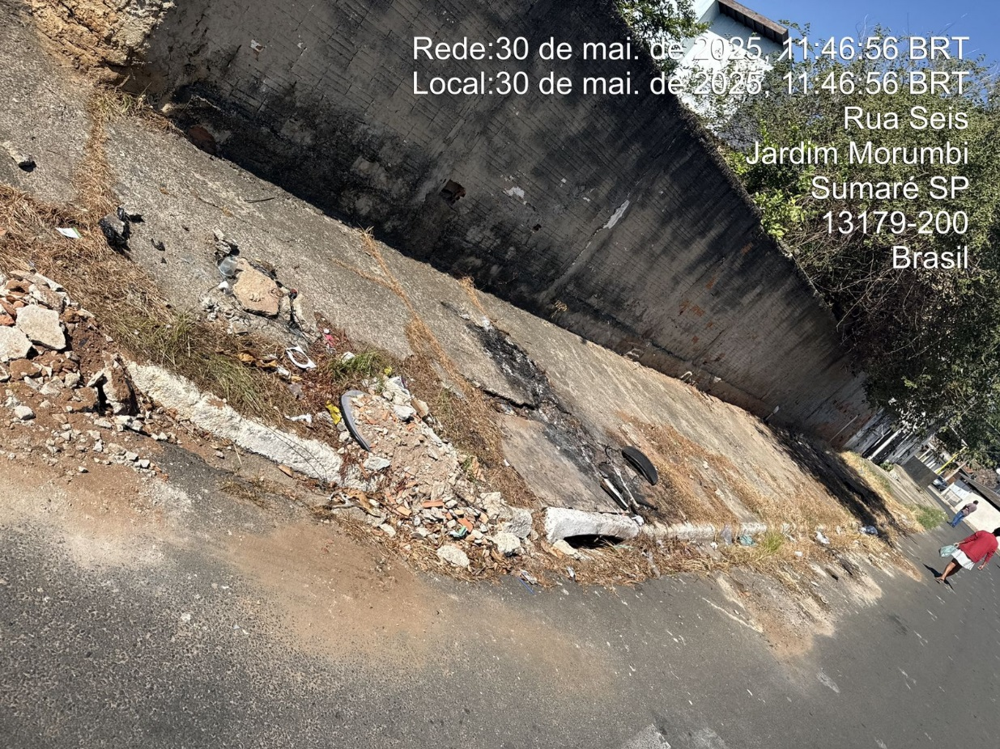 Rede:30 de mai. de 2025, 11:46:56 BRT
Local:30 de mai. de 2025, 11:46:56 BRT
Rua Seis
Jardim Morumbi
Sumaré SP
13179-200
Brasil